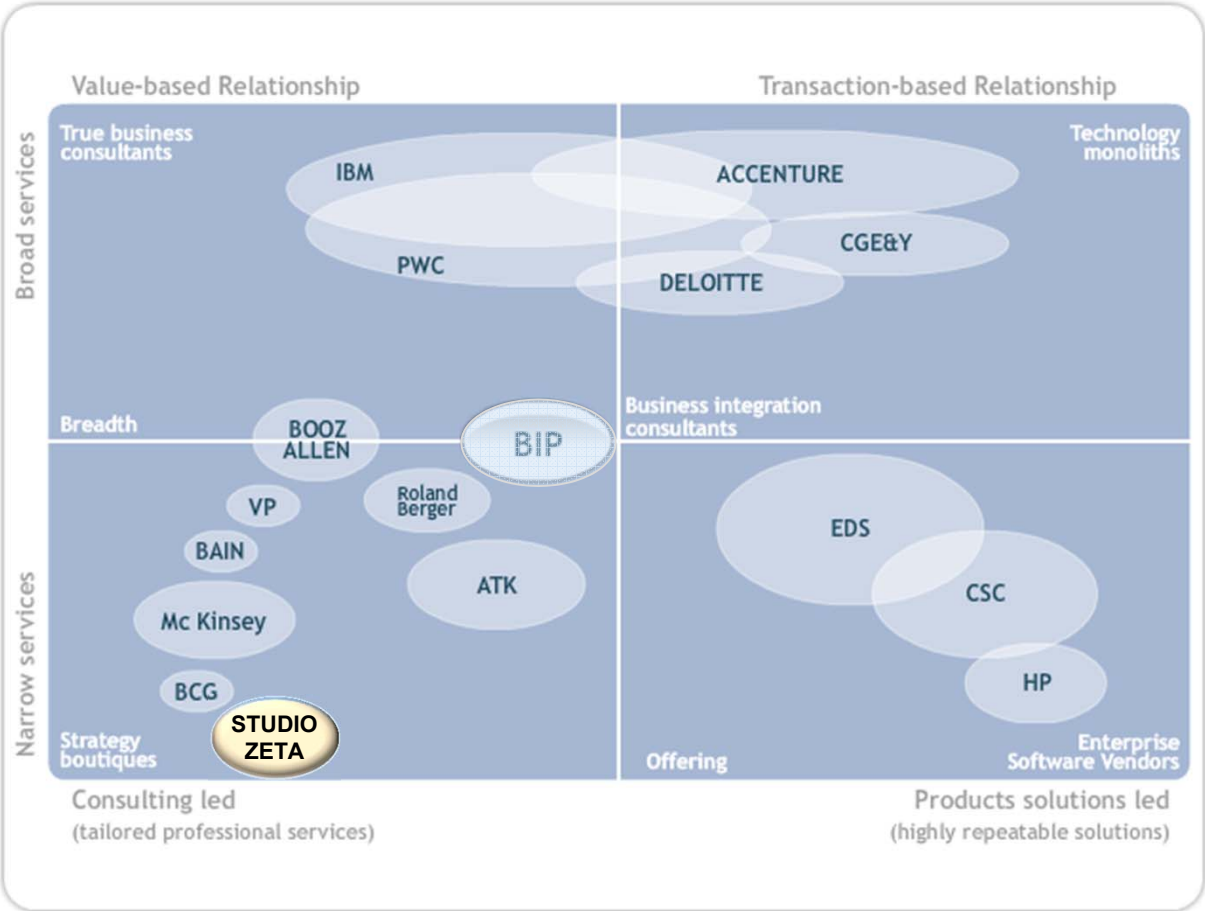 Value-based Relationship
Transaction-based Relationship
Broad services
True business
consultants
Technology
monoliths
IBM
ACCENTURE
CGE&Y
PWC
DELOITTE
Breadth
Business integration
consultants
BOOZ
ALLEN
BIP
Narrow services
VP
Roland
Berger
BAIN
ATK
Mc Kinsey
BCG
STUDIO
ZETA
EDS
CSC
HP
Strategy
boutiques
Offering
Enterprise
Software Vendors
Consulting led
(tailored professional services)
Products solutions led
(highly repeatable solutions)